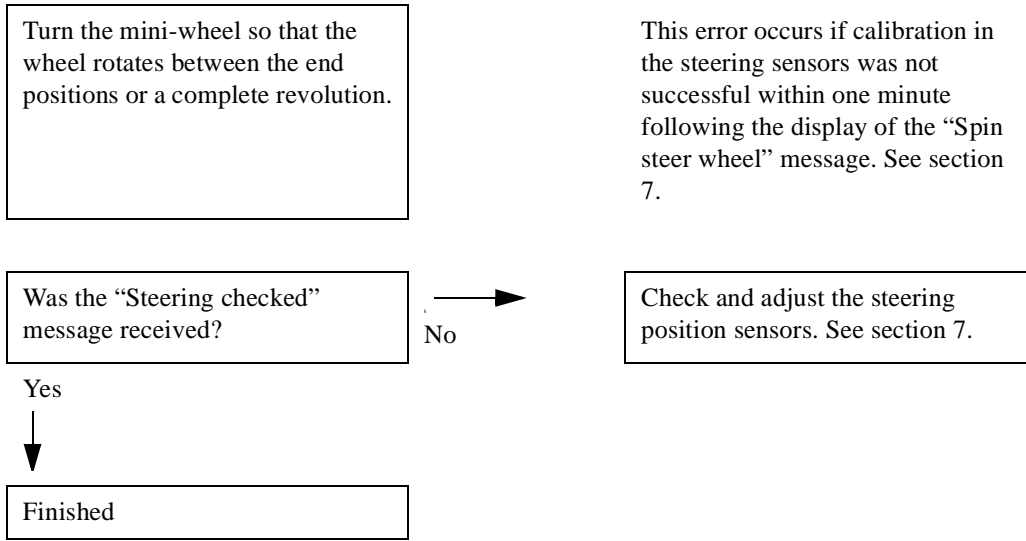 Turn the mini-wheel so that the
wheel rotates between the end
positions or a complete revolution.
This error occurs if calibration in
the steering sensors was not
successful within one minute
following the display of the “Spin
steer wheel” message. See section
7.
Was the “Steering checked”
message received?
No
Check and adjust the steering
position sensors. See section 7.
Yes
Finished